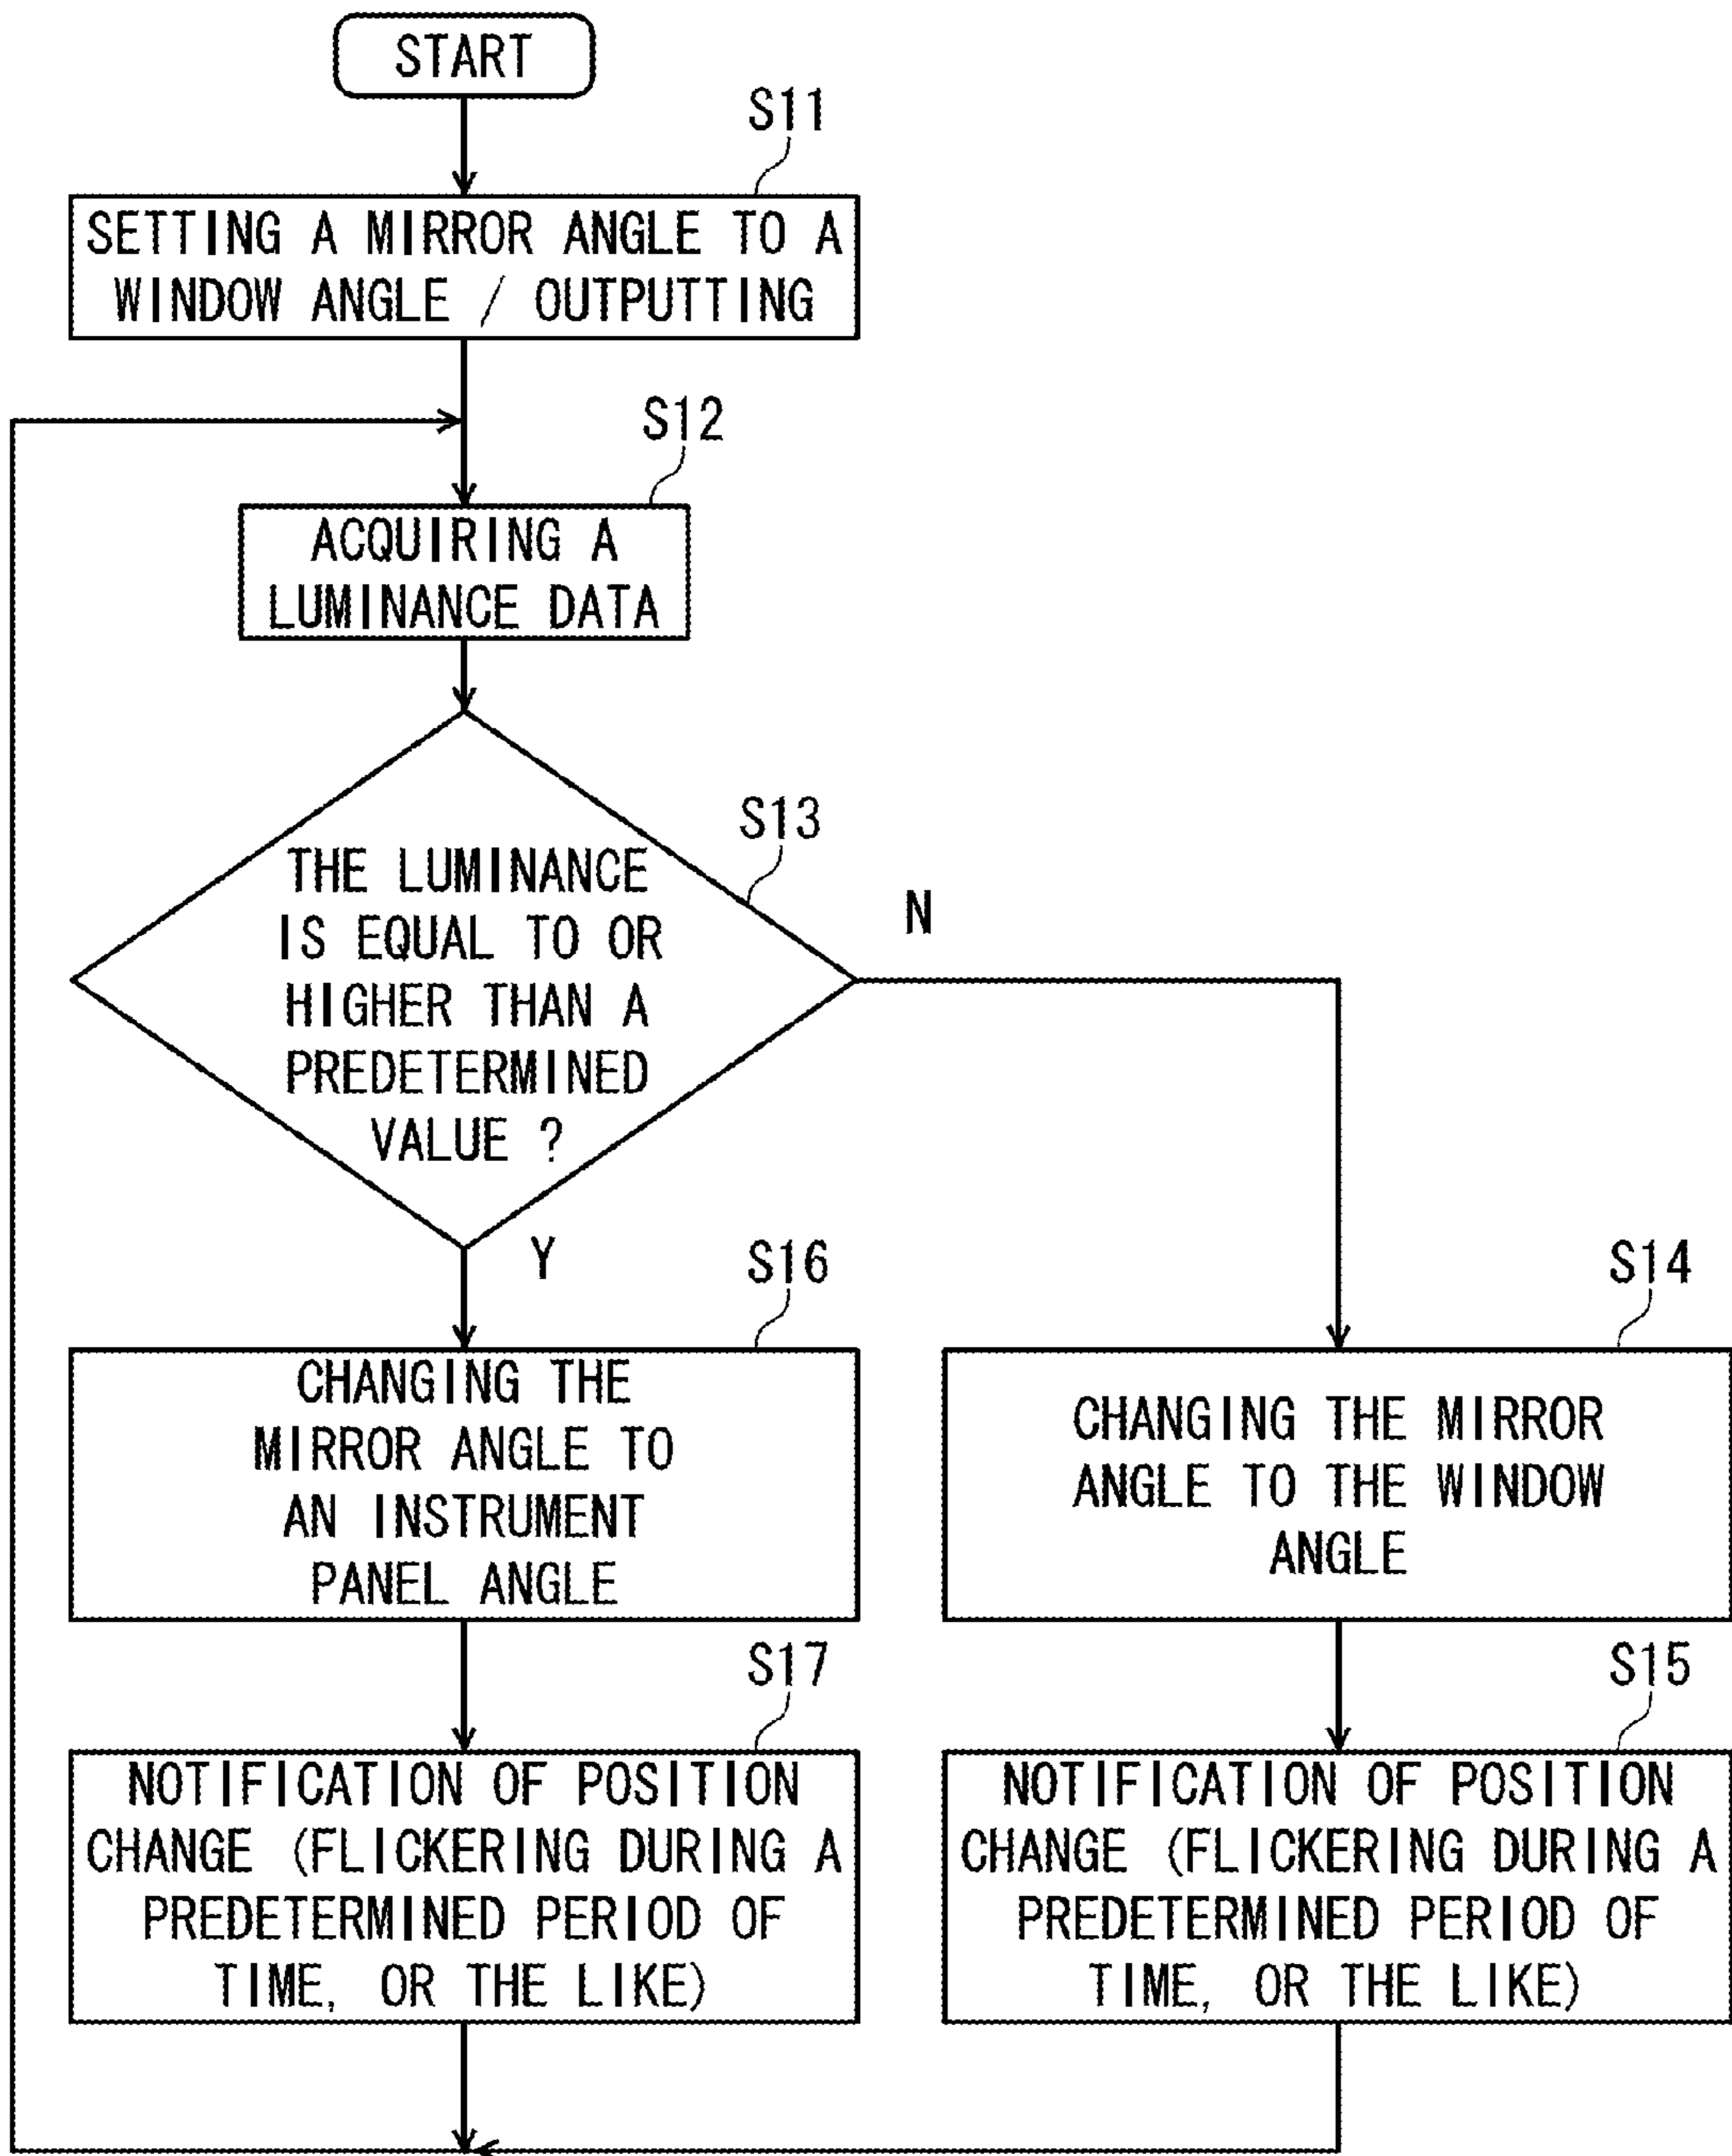 START
S11
SETTING A MIRROR ANGLE TO A
WINDOW ANGLE / OUTPUTTING
S12
ACQUIRING A
LUMINANCE DATA
S13
THE LUMINANCE
IS EQUAL TO OR
HIGHER THAN A
PREDETERMINED
VALUE ?
N
Y
S16
CHANGING THE
MIRROR ANGLE TO
AN INSTRUMENT
PANEL ANGLE
S14
CHANGING THE MIRROR
ANGLE TO THE WINDOW
ANGLE
S17
NOTIFICATION OF POSITION
CHANGE (FLICKERING DURING A
PREDETERMINED PERIOD OF
TIME, OR THE LIKE)
S15
NOTIFICATION OF POSITION
CHANGE (FLICKERING DURING A
PREDETERMINED PERIOD OF
TIME, OR THE LIKE)